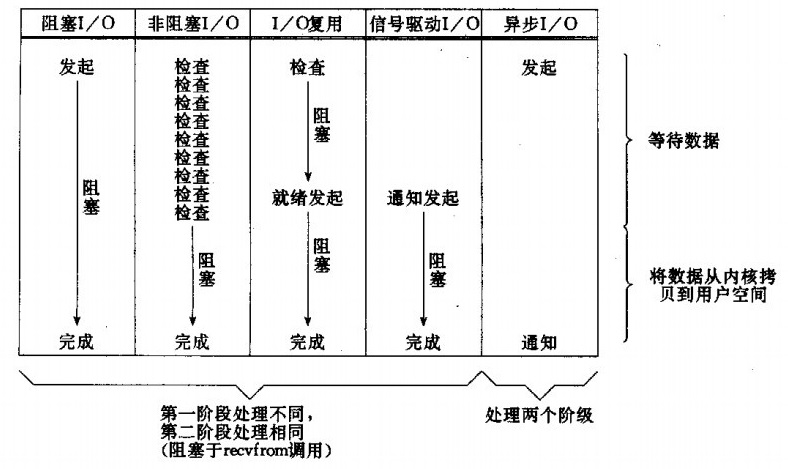 阻塞I/O 非阻塞I/O I/O复用 信号驱动I/O 异步I/O
发起 检查 检查 发起
检查
检查
检查
检查
检查
检查
检查
检查
阻塞
阻塞
就绪发起 通知发起
阻塞
阻塞
阻塞
完成 完成 完成 完成 通知
等待数据
将数据从内核拷
贝到用户空间
第一阶段处理不同，
第二阶段处理相同
(阻塞于recvfrom调用)
处理两个阶级